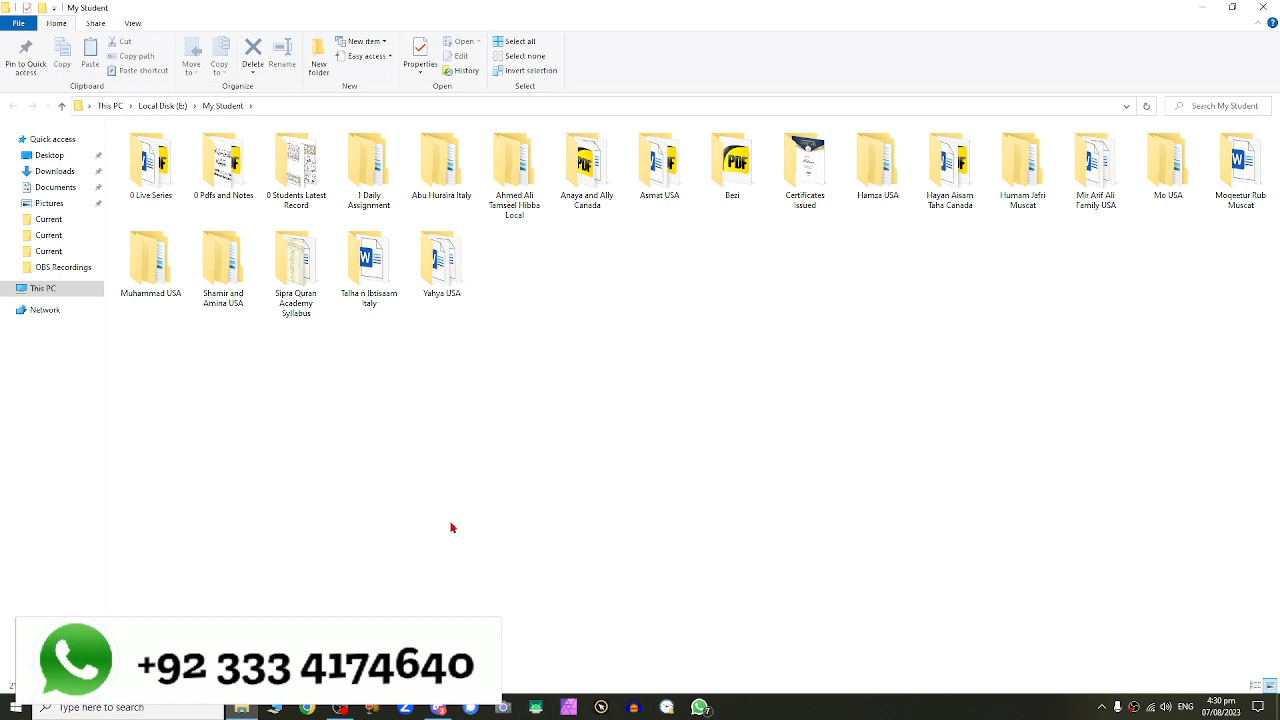 My Student
File Home Share View
Pin to Quick access
Copy
Paste
Cut
Copy path
Paste shortcut
Clipboard
Move to
Copy to
Delete
Rename
Organize
New folder
New item
Easy access
New
Properties
Open
Edit
History
Open
Select all
Select none
Invert selection
Select
This PC > Local Disk (E:) > My Student >
Search My Student
Quick access
Desktop
Downloads
Documents
Pictures
Current
Current
Current
OBS Recordings
This PC
Network
0 Live Series
0 Pdfs and Notes
0 Students Latest Record
1 Daily Assignment
Abu Huraira Italy
Ahmed Ali Tamseel Hibba Local
Anaya and Ally Canada
Asmat USA
Bezi
Certificates Issued
Hamza USA
Hayan Aisam Taha Canada
Humam Jafri Muscat
Mir Arif Ali Family USA
Mo USA
Moqeetur Rub Muscat
Muhammad USA
Shamir and Amina USA
Sipra Quran Academy Syllabus
Talha n Ibtisaam Italy
Yahya USA
+92 333 4174640
Type here to search
ENG
4:30 pm
07/08/2023